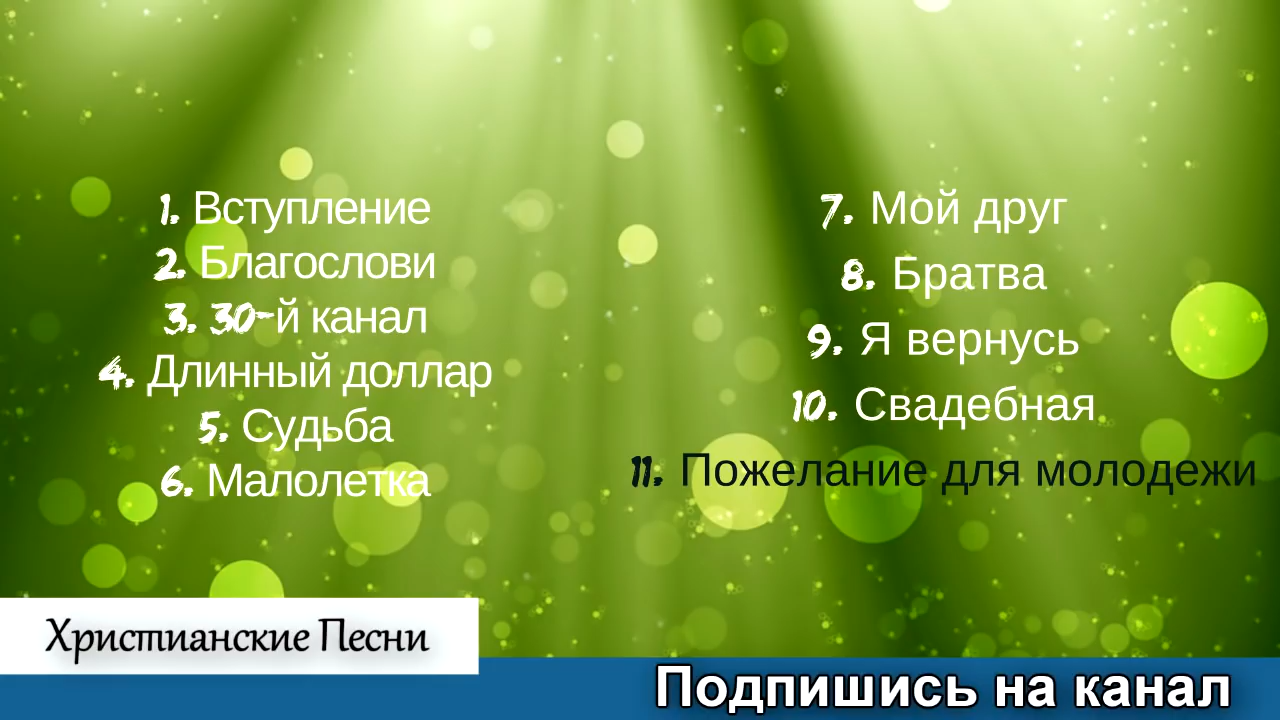 1. Вступление
2. Благослови
3. 30-й канал
4. Длинный доллар
5. Судьба
6. Малолетка
7. Мой друг
8. Братва
9. Я вернусь
10. Свадебная
11. Пожелание для молодежи
Христианские Песни
Подпишись на канал